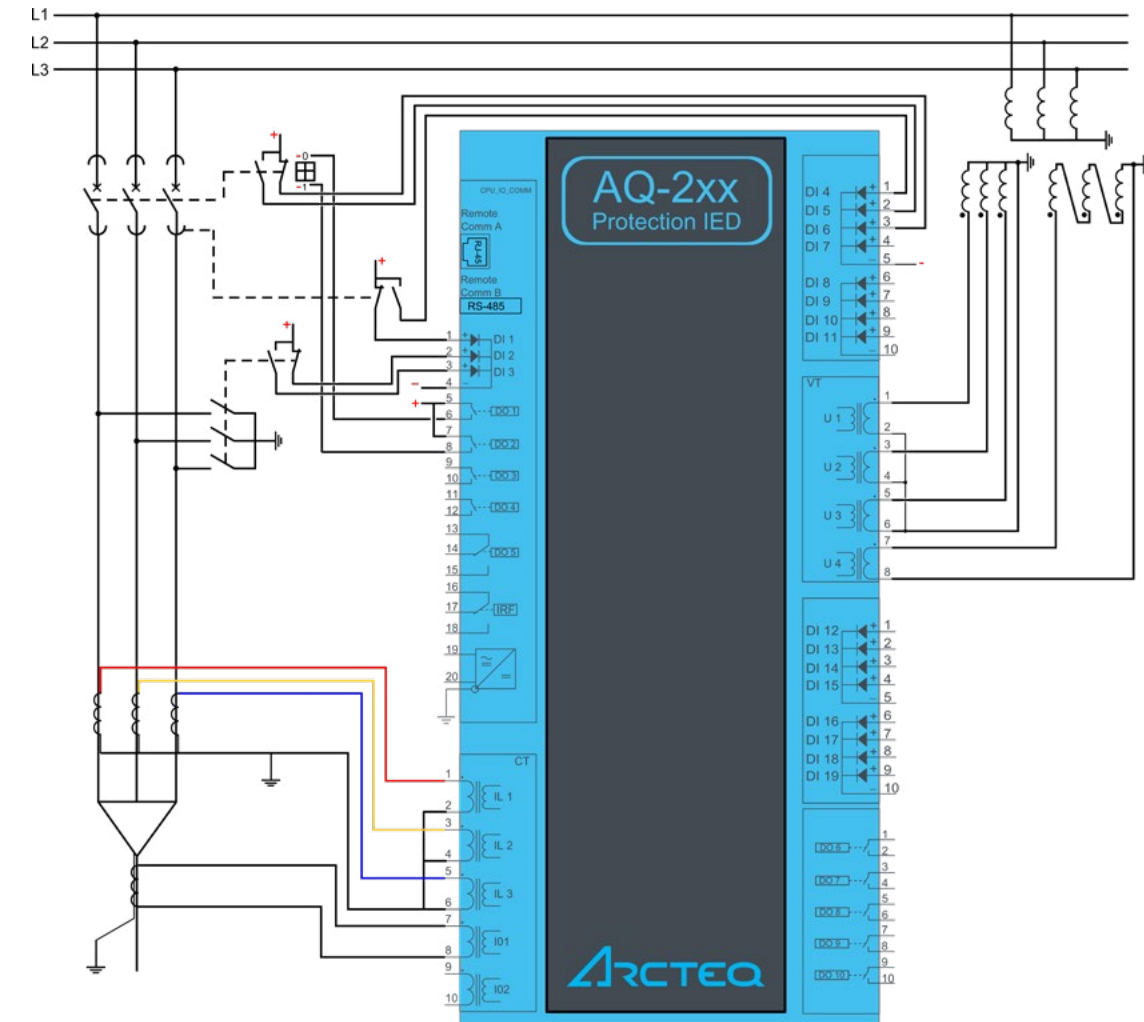 L1
L2
L3
+
-0
-1
+
+
AQ-2xx
Protection IED
CPU_IO_COMM
Remote
Comm A
RJ-45
Remote
Comm B
RS-485
1 + DI 1
2 + DI 2
3 + DI 3
- 4 -
+ 5
6 DO 1
7
8 DO 2
9
10 DO 3
11
12 DO 4
13
14 DO 5
15
16
17 IRF
18
19
20
CT
1
IL 1
2
3
IL 2
4
5
IL 3
6
7
I01
8
9
I02
10
DI 4 + 1
DI 5 + 2
DI 6 + 3
DI 7 + 4
- 5 -
DI 8 + 6
DI 9 + 7
DI 10 + 8
DI 11 + 9
- 10
VT
1
U 1
2
3
U 2
4
5
U 3
6
7
U 4
8
DI 12 + 1
DI 13 + 2
DI 14 + 3
DI 15 + 4
- 5
DI 16 + 6
DI 17 + 7
DI 18 + 8
DI 19 + 9
- 10
1
DO 6 2
3
DO 7 4
5
DO 8 6
7
DO 9 8
9
DO 10 10
ARCTEQ